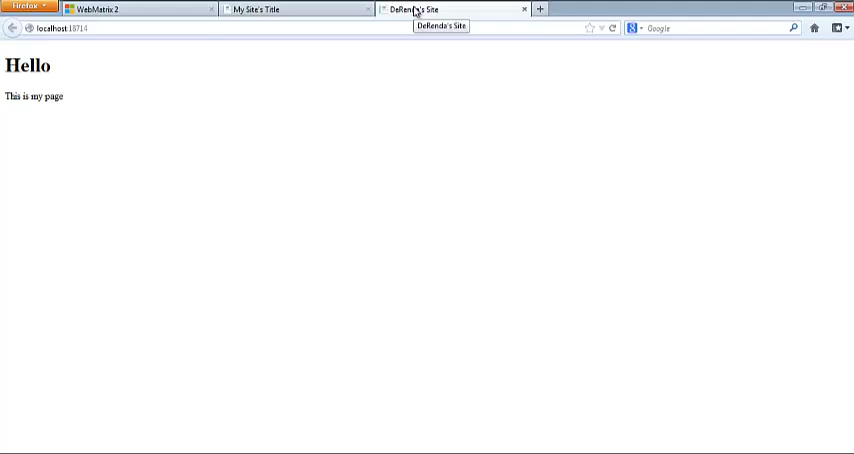 Firefox
WebMatrix 2
My Site's Title
DeRenda's Site
DeRenda's Site
localhost:18714
Google
Hello
This is my page